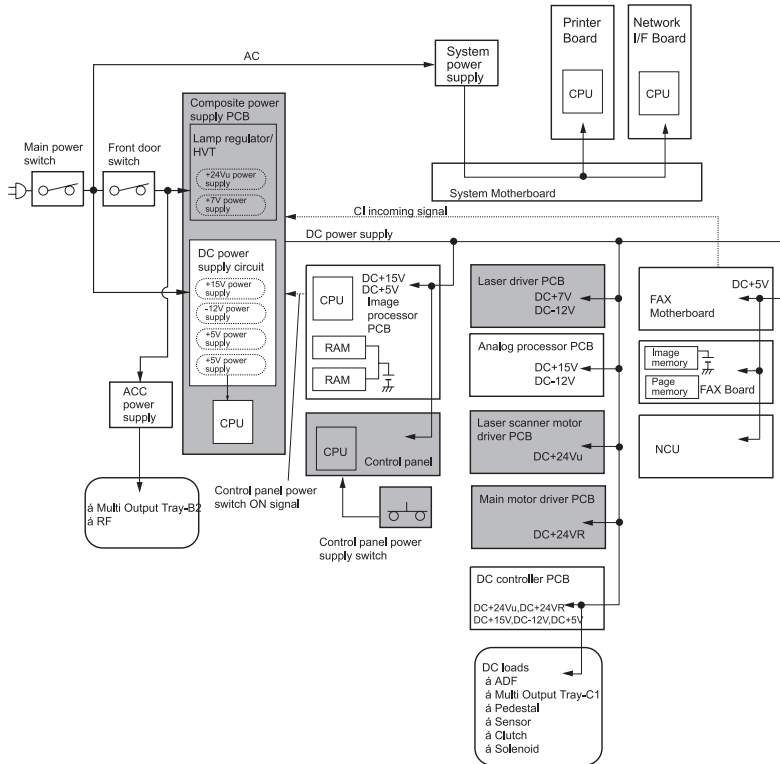 Printer
Board
CPU
Network
I/F Board
CPU
System
power
supply
AC
System Motherboard
Main power
switch
Front door
switch
Composite power
supply PCB
Lamp regulator/
HVT
+24Vu power
supply
+7V power
supply
DC power
supply circuit
+15V power
supply
-12V power
supply
+5V power
supply
+5V power
supply
CPU
ACC
power
supply
á Multi Output Tray-B2
á RF
CI incoming signal
DC power supply
CPU
DC+15V
DC+5V
Image
processor
PCB
RAM
RAM
CPU
Control panel
Control panel power
switch ON signal
Control panel power
supply switch
Laser driver PCB
DC+7V
DC-12V
Analog processor PCB
DC+15V
DC-12V
Laser scanner motor
driver PCB
DC+24Vu
Main motor driver PCB
DC+24VR
DC controller PCB
DC+24Vu,DC+24VR
DC+15V,DC-12V,DC+5V
DC loads
á ADF
á Multi Output Tray-C1
á Pedestal
á Sensor
á Clutch
á Solenoid
DC+5V
FAX
Motherboard
Image
memory
Page
memory
FAX Board
NCU